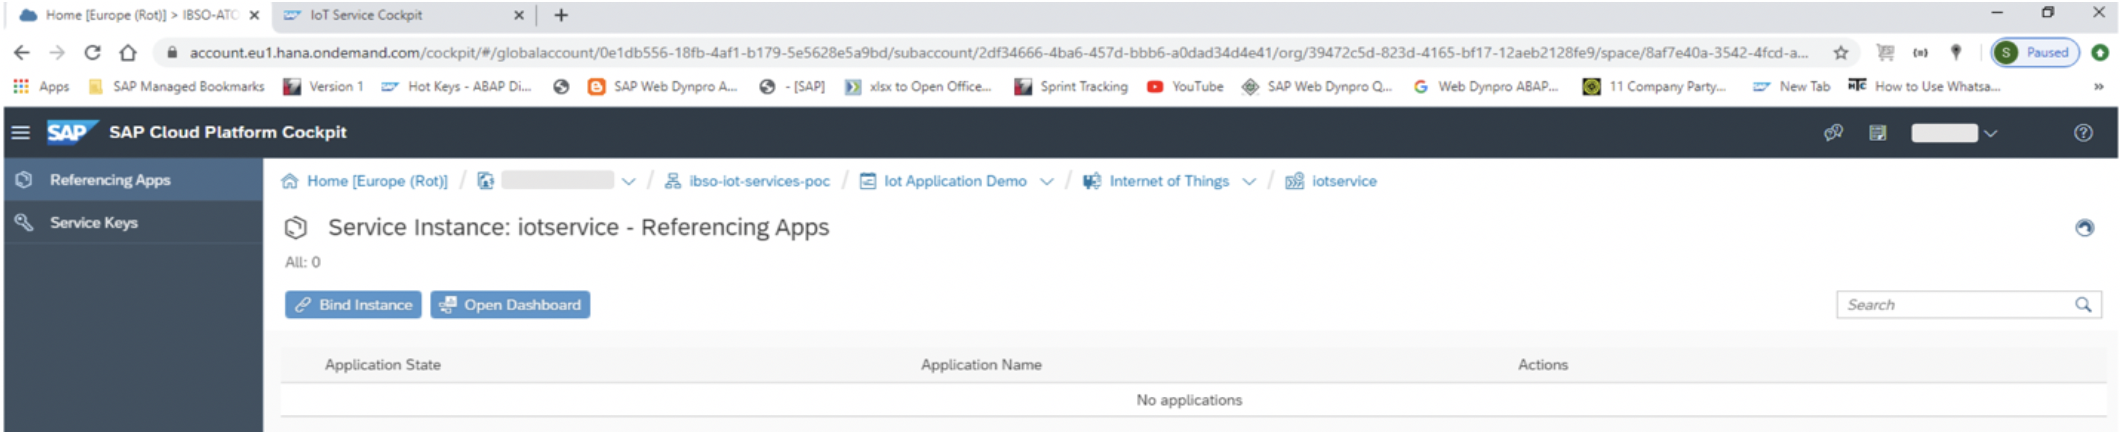 Home [Europe (Rot)] > IBSO-ATC IoT Service Cockpit
account.eu1.hana.ondemand.com/cockpit/#/globalaccount/0e1db556-18fb-4af1-b179-5e5628e5a9bd/subaccount/2df34666-4ba6-457d-bbb6-a0dad34d4e41/org/39472c5d-823d-4165-bf17-12aeb2128fe9/space/8af7e40a-3542-4fcd-a... S Paused
Apps SAP Managed Bookmarks Version 1 Hot Keys - ABAP Di... SAP Web Dynpro A... - [SAP] xlsx to Open Office... Sprint Tracking YouTube SAP Web Dynpro Q... Web Dynpro ABAP... 11 Company Party... New Tab How to Use Whatsa... »
SAP SAP Cloud Platform Cockpit
Referencing Apps
Service Keys
Home [Europe (Rot)] / / ibso-iot-services-poc / Iot Application Demo / Internet of Things / iotservice
Service Instance: iotservice - Referencing Apps
All: 0
Bind Instance Open Dashboard Search
Application State Application Name Actions
No applications